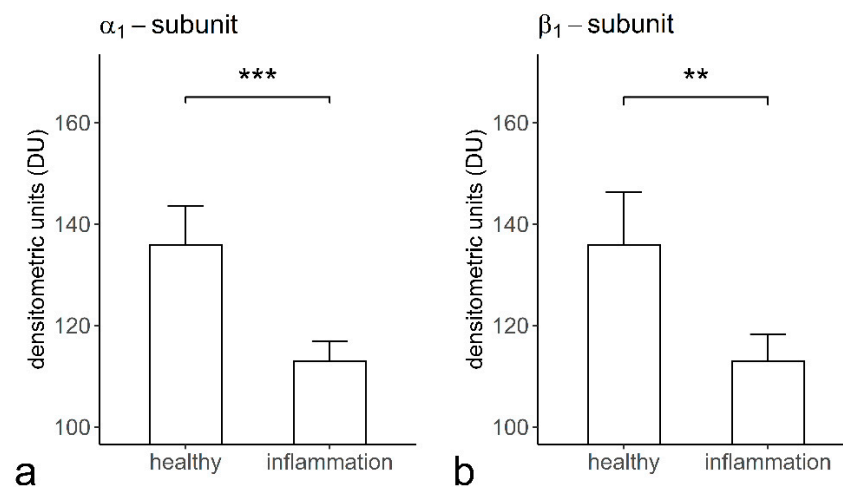 α₁ – subunit
***
densitometric units (DU)
160
140
120
100
healthy inflammation
a
β₁ – subunit
**
densitometric units (DU)
160
140
120
100
healthy inflammation
b